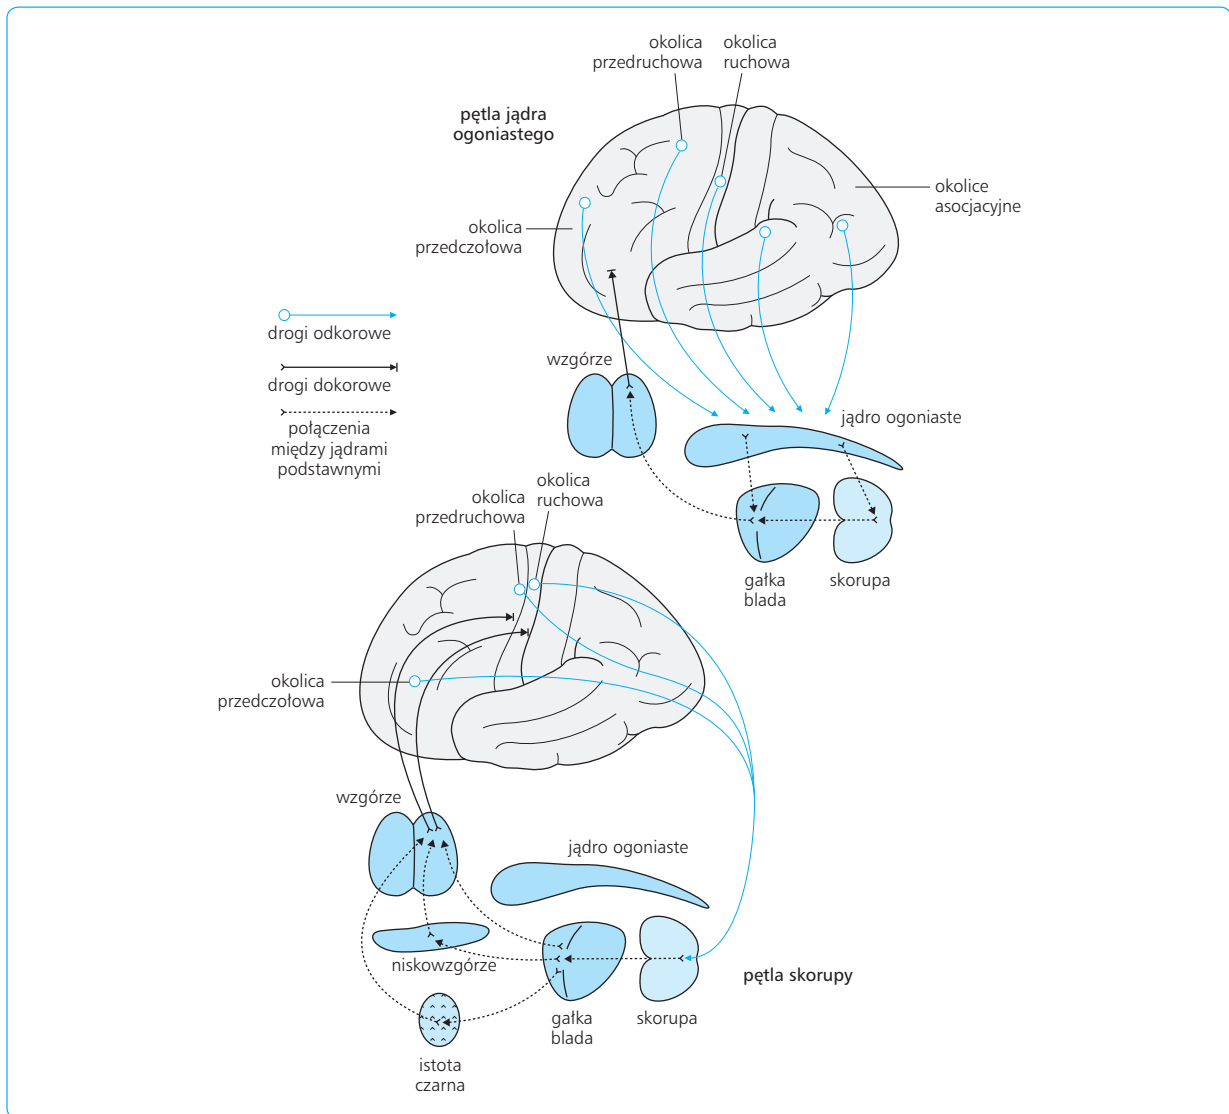 okolica
przedruchowa
okolica
ruchowa
pętla jądra
ogoniastego
okolice
asocjacyjne
okolica
przedczołowa
drogi odkorowe
drogi dokorowe
połączenia
między jądrami
podstawnymi
wzgórze
jądro ogoniaste
gałka
blada
skorupa
okolica
przedruchowa
okolica
ruchowa
okolica
przedczołowa
wzgórze
jądro ogoniaste
niskowzgórze
gałka
blada
skorupa
pętla skorupy
istota
czarna